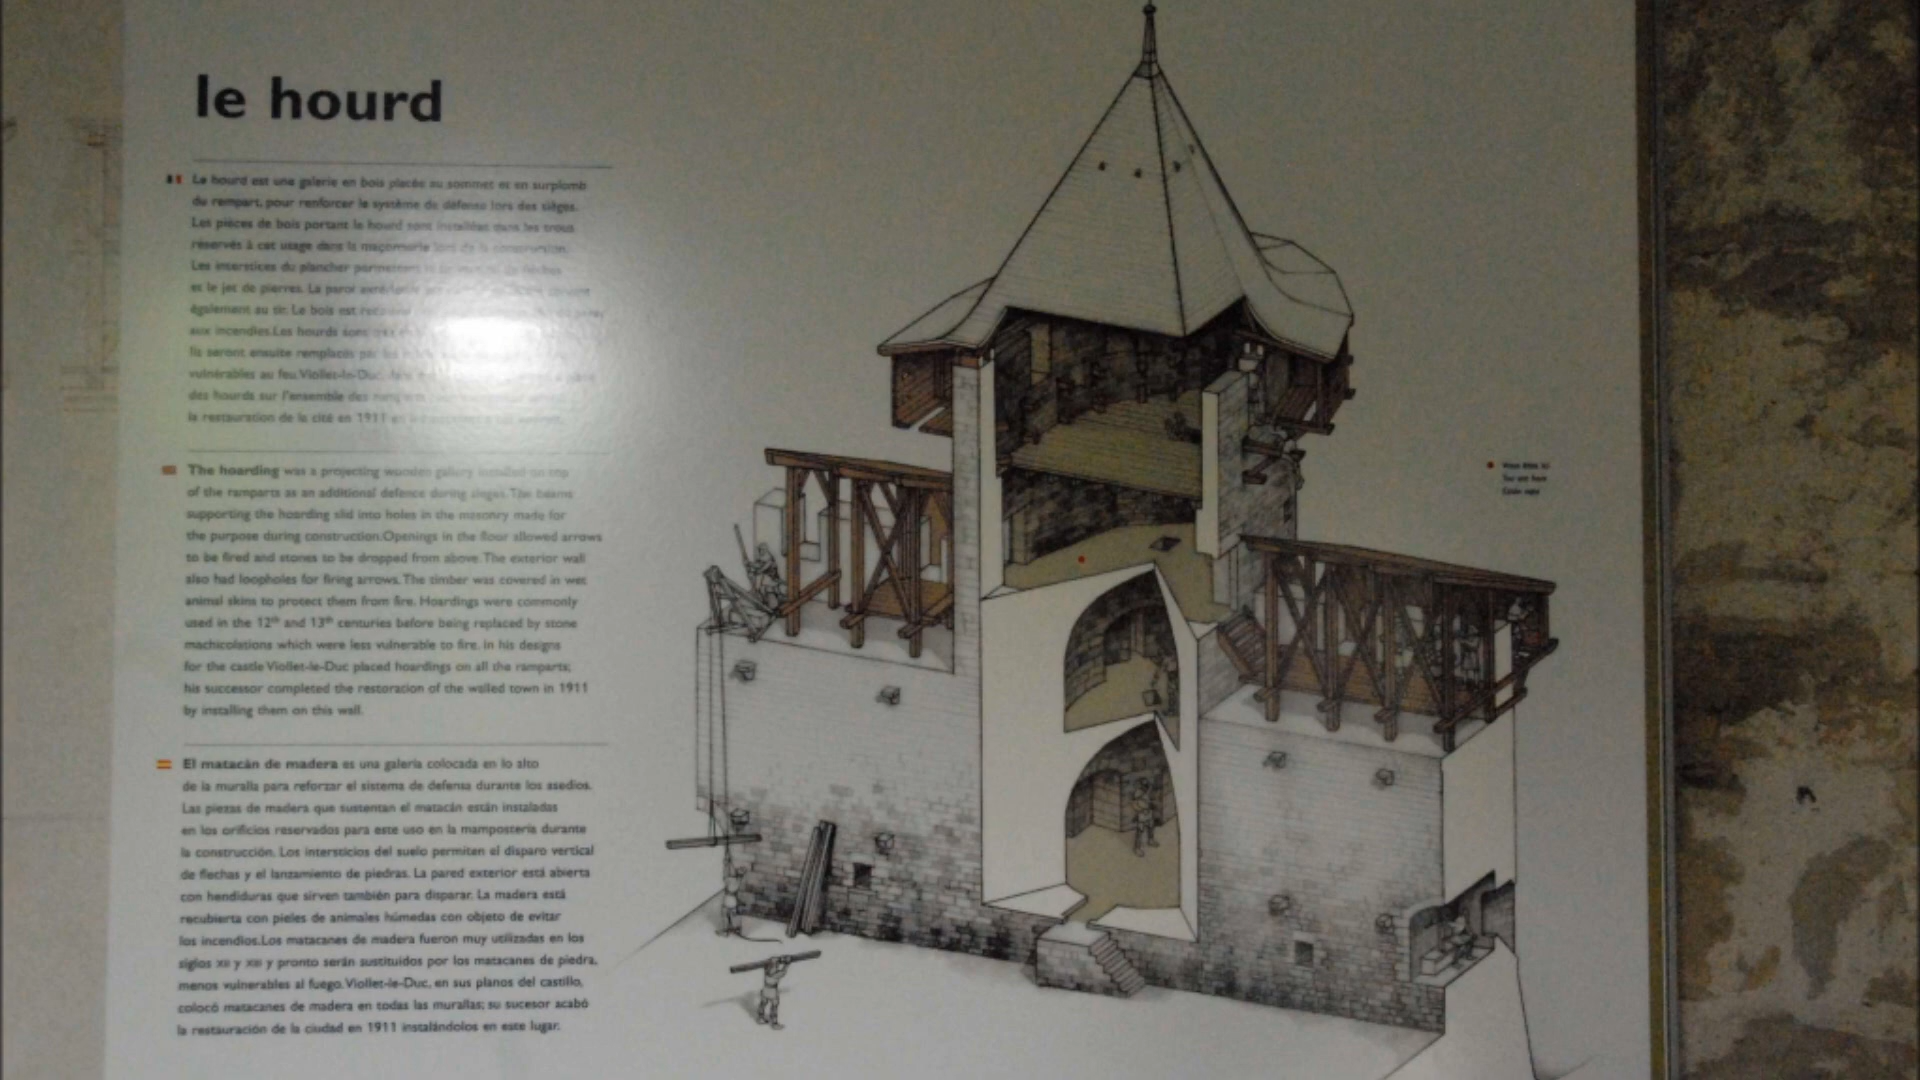 le hourd
Le hourd est une galerie en bois placée au sommet et en surplomb
du rempart, pour renforcer le système de défense lors des sièges.
Les pièces de bois portant le hourd sont installées dans les trous
réservés à cet usage dans la maçonnerie lors de la construction.
Les interstices du plancher permettent
et le jet de pierres. La paroi
également au tir. Le bois est
aux incendies.Les hourds sont
Ils seront ensuite remplacés par
vulnérables au feu.Viollet-le-Duc,
des hourds sur l'ensemble des
la restauration de la cité en 1911
The hoarding was a projecting wooden gallery installed on top
of the ramparts as an additional defence during sieges. The beams
supporting the hoarding slid into holes in the masonry made for
the purpose during construction.Openings in the floor allowed arrows
to be fired and stones to be dropped from above. The exterior wall
also had loopholes for firing arrows. The timber was covered in wet
animal skins to protect them from fire. Hoardings were commonly
used in the 12th and 13th centuries before being replaced by stone
machicolations which were less vulnerable to fire. In his designs
for the castle Viollet-le-Duc placed hoardings on all the ramparts;
his successor completed the restoration of the walled town in 1911
by installing them on this wall.
El matacán de madera es una galería colocada en lo alto
de la muralla para reforzar el sistema de defensa durante los asedios.
Las piezas de madera que sustentan el matacán están instaladas
en los orificios reservados para este uso en la mampostería durante
la construcción. Los intersticios del suelo permiten el disparo vertical
de flechas y el lanzamiento de piedras. La pared exterior está abierta
con hendiduras que sirven también para disparar. La madera está
recubierta con pieles de animales húmedas con objeto de evitar
los incendios.Los matacanes de madera fueron muy utilizadas en los
siglos XII y XIII y pronto serán sustituidos por los matacanes de piedra,
menos vulnerables al fuego. Viollet-le-Duc, en sus planos del castillo,
colocó matacanes de madera en todas las murallas; su sucesor acabó
la restauración de la ciudad en 1911 instalándolos en este lugar.
Vous êtes ici
You are here